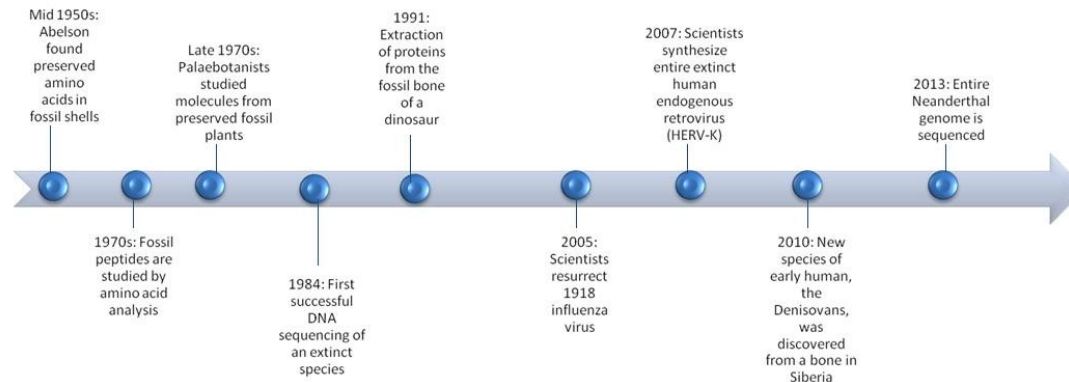 Mid 1950s:
Abelson
found
preserved
amino
acids in
fossil shells
1970s: Fossil
peptides are
studied by
amino acid
analysis
Late 1970s:
Palaebotanists
studied
molecules from
preserved fossil
plants
1984: First
successful
DNA
sequencing of
an extinct
species
1991:
Extraction
of proteins
from the
fossil bone
of a
dinosaur
2005:
Scientists
resurrect
1918
influenza
virus
2007: Scientists
synthesize
entire extinct
human
endogenous
retrovirus
(HERV-K)
2010: New
species of
early human,
the
Denisovans,
was
discovered
from a bone in
Siberia
2013: Entire
Neanderthal
genome is
sequenced